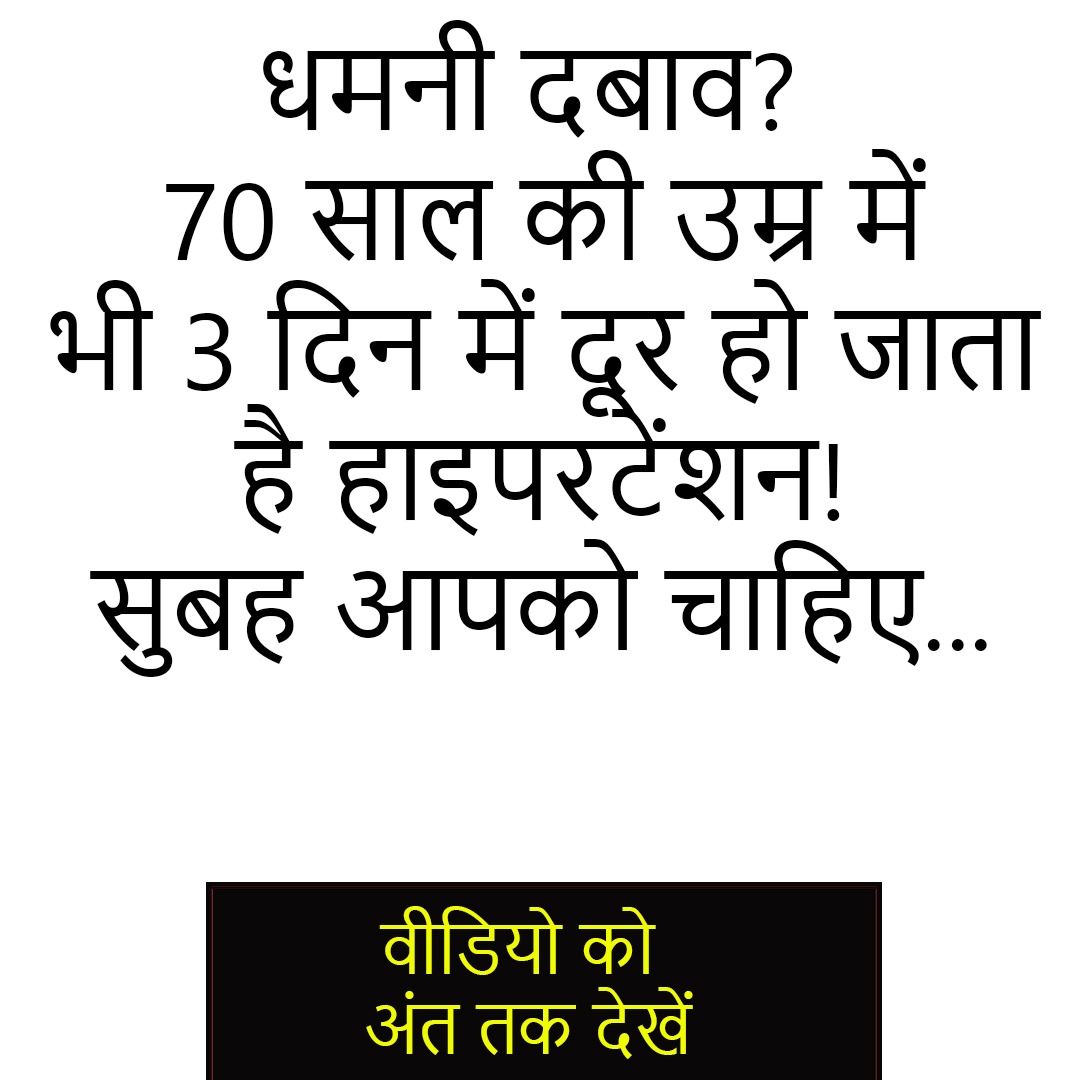 धमनी दबाव?
70 साल की उम्र में
भी 3 दिन में दूर हो जाता
है हाइपरटेंशन!
सुबह आपको चाहिए...
वीडियो को
अंत तक देखें